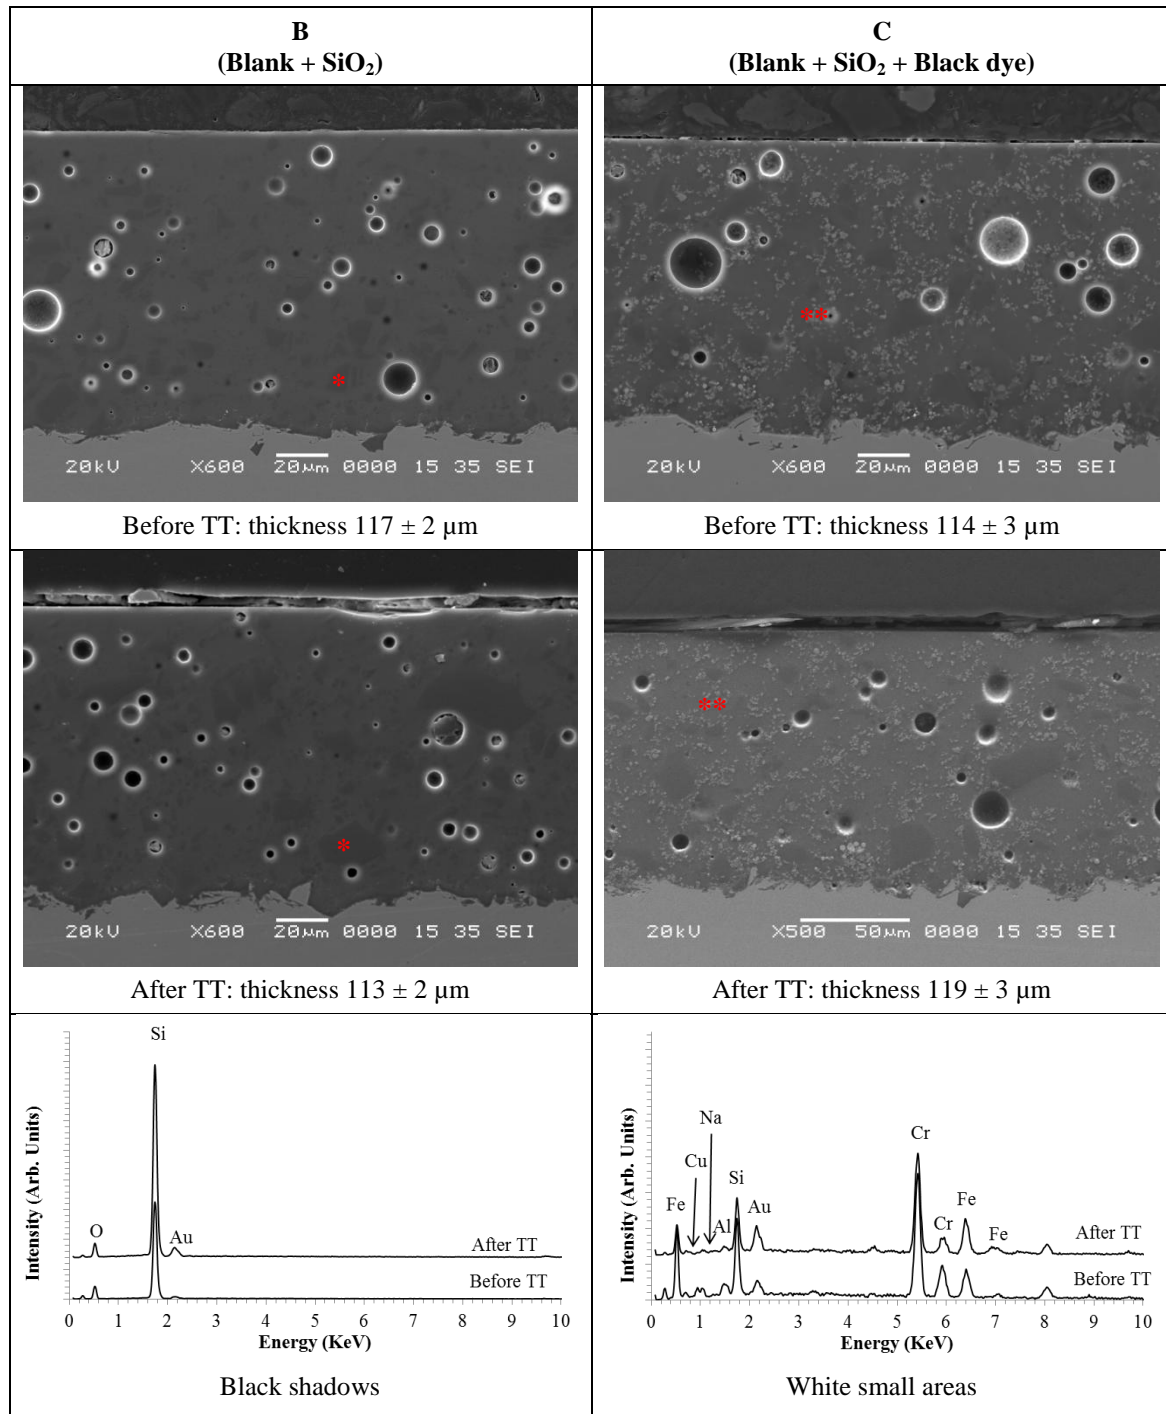 B
(Blank + SiO₂)
C
(Blank + SiO₂ + Black dye)
*
20kV X600 20µm 0000 15 35 SEI
**
20kV X600 20µm 0000 15 35 SEI
Before TT: thickness 117 ± 2 µm
Before TT: thickness 114 ± 3 µm
*
20kV X600 20µm 0000 15 35 SEI
**
20kV X500 50µm 0000 15 35 SEI
After TT: thickness 113 ± 2 µm
After TT: thickness 119 ± 3 µm
Intensity (Arb. Units)
Si
O
Au
After TT
Before TT
0 1 2 3 4 5 6 7 8 9 10
Energy (KeV)
Black shadows
Intensity (Arb. Units)
Na
Cu
Cr
Si
Fe
Al
Au
Cr
Fe
Fe
After TT
Before TT
0 1 2 3 4 5 6 7 8 9 10
Energy (KeV)
White small areas